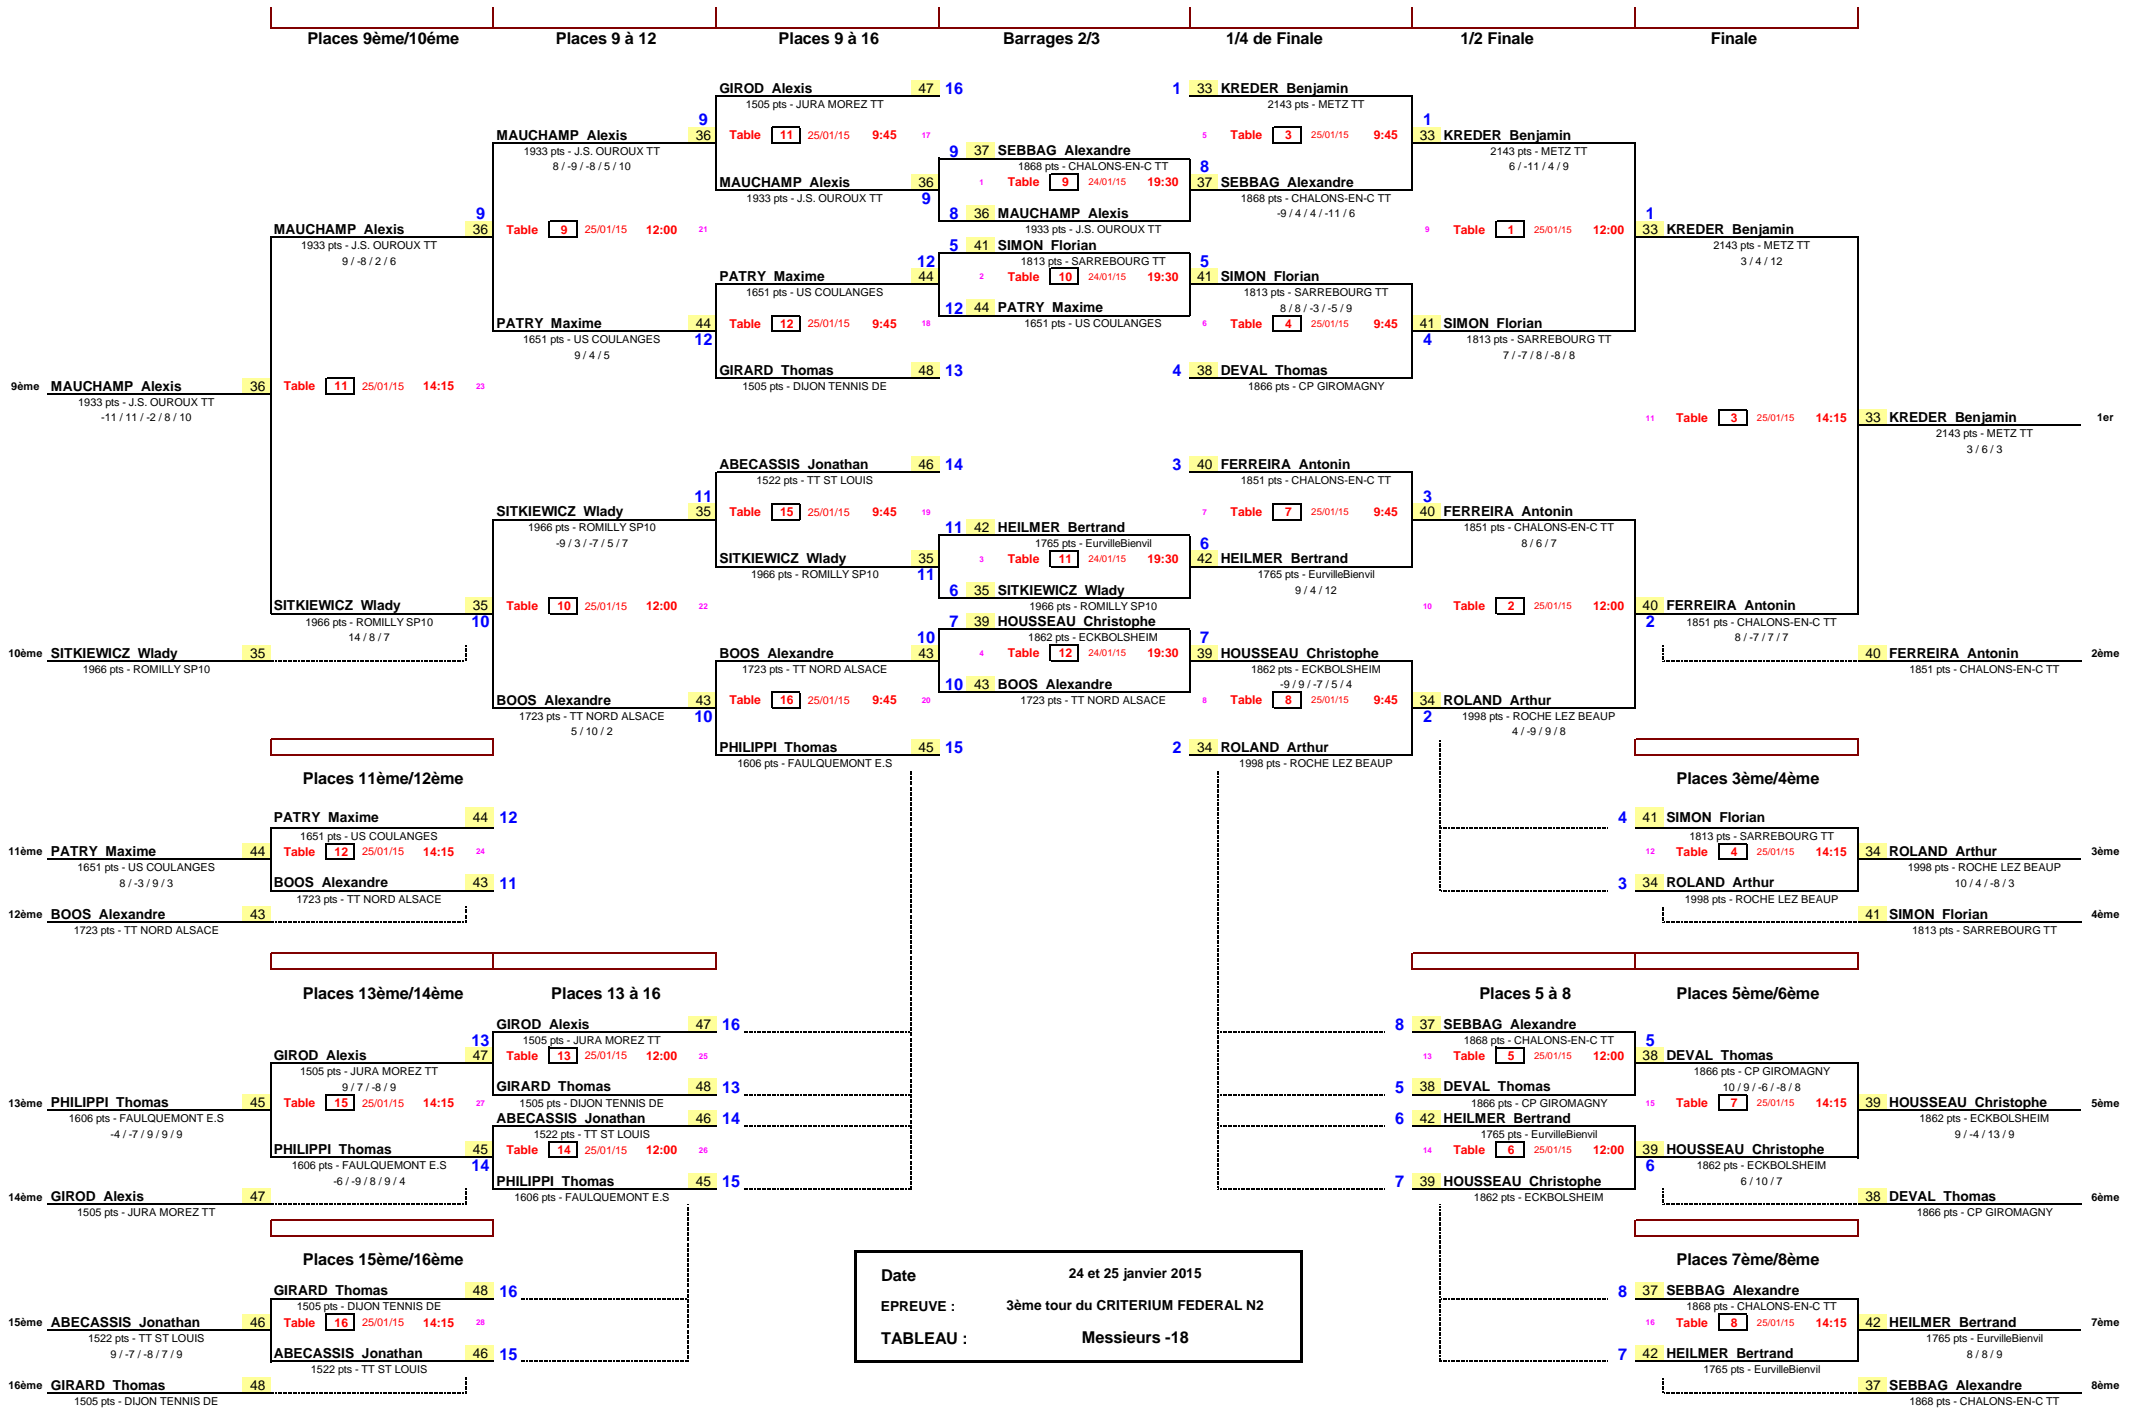 Places 9ème/10éme
Places 9 à 12
Places 9 à 16
Barrages 2/3
1/4 de Finale
1/2 Finale
Finale
GIROD Alexis 47 16
1505 pts - JURA MOREZ TT
9
MAUCHAMP Alexis 36
1933 pts - J.S. OUROUX TT
8 / -9 / -8 / 5 / 10
Table 11 25/01/15 9:45 17
MAUCHAMP Alexis 36
1933 pts - J.S. OUROUX TT
9
9
MAUCHAMP Alexis 36
1933 pts - J.S. OUROUX TT
9 / -8 / 2 / 6
Table 9 25/01/15 12:00 21
12
PATRY Maxime 44
1651 pts - US COULANGES
PATRY Maxime 44
1651 pts - US COULANGES
12
9 / 4 / 5
Table 12 25/01/15 9:45 18
GIRARD Thomas 48 13
1505 pts - DIJON TENNIS DE
9ème MAUCHAMP Alexis 36
1933 pts - J.S. OUROUX TT
-11 / 11 / -2 / 8 / 10
Table 11 25/01/15 14:15 23
ABECASSIS Jonathan 46 14
1522 pts - TT ST LOUIS
11
SITKIEWICZ Wlady 35
1966 pts - ROMILLY SP10
-9 / 3 / -7 / 5 / 7
Table 15 25/01/15 9:45 19
SITKIEWICZ Wlady 35
1966 pts - ROMILLY SP10
11
SITKIEWICZ Wlady 35
1966 pts - ROMILLY SP10
10
14 / 8 / 7
Table 10 25/01/15 12:00 22
10ème SITKIEWICZ Wlady 35
1966 pts - ROMILLY SP10
10
BOOS Alexandre 43
1723 pts - TT NORD ALSACE
BOOS Alexandre 43
1723 pts - TT NORD ALSACE
10
5 / 10 / 2
Table 16 25/01/15 9:45 20
PHILIPPI Thomas 45 15
1606 pts - FAULQUEMONT E.S
9 37 SEBBAG Alexandre
1868 pts - CHALONS-EN-C TT
1 Table 9 24/01/15 19:30
8 36 MAUCHAMP Alexis
1933 pts - J.S. OUROUX TT
5 41 SIMON Florian
1813 pts - SARREBOURG TT
2 Table 10 24/01/15 19:30
12 44 PATRY Maxime
1651 pts - US COULANGES
11 42 HEILMER Bertrand
1765 pts - EurvilleBienvil
3 Table 11 24/01/15 19:30
6 35 SITKIEWICZ Wlady
1966 pts - ROMILLY SP10
7 39 HOUSSEAU Christophe
1862 pts - ECKBOLSHEIM
4 Table 12 24/01/15 19:30
10 43 BOOS Alexandre
1723 pts - TT NORD ALSACE
1 33 KREDER Benjamin
2143 pts - METZ TT
5 Table 3 25/01/15 9:45
8
37 SEBBAG Alexandre
1868 pts - CHALONS-EN-C TT
-9 / 4 / 4 / -11 / 6
5
41 SIMON Florian
1813 pts - SARREBOURG TT
8 / 8 / -3 / -5 / 9
6 Table 4 25/01/15 9:45
4 38 DEVAL Thomas
1866 pts - CP GIROMAGNY
3 40 FERREIRA Antonin
1851 pts - CHALONS-EN-C TT
7 Table 7 25/01/15 9:45
6
42 HEILMER Bertrand
1765 pts - EurvilleBienvil
9 / 4 / 12
7
39 HOUSSEAU Christophe
1862 pts - ECKBOLSHEIM
-9 / 9 / -7 / 5 / 4
8 Table 8 25/01/15 9:45
2 34 ROLAND Arthur
1998 pts - ROCHE LEZ BEAUP
1
33 KREDER Benjamin
2143 pts - METZ TT
6 / -11 / 4 / 9
9 Table 1 25/01/15 12:00
41 SIMON Florian
4
1813 pts - SARREBOURG TT
7 / -7 / 8 / -8 / 8
3
40 FERREIRA Antonin
1851 pts - CHALONS-EN-C TT
8 / 6 / 7
10 Table 2 25/01/15 12:00
34 ROLAND Arthur
2
1998 pts - ROCHE LEZ BEAUP
4 / -9 / 9 / 8
1
33 KREDER Benjamin
2143 pts - METZ TT
3 / 4 / 12
11 Table 3 25/01/15 14:15
33 KREDER Benjamin 1er
2143 pts - METZ TT
3 / 6 / 3
40 FERREIRA Antonin
2
1851 pts - CHALONS-EN-C TT
8 / -7 / 7 / 7
40 FERREIRA Antonin 2ème
1851 pts - CHALONS-EN-C TT
Places 11ème/12ème
PATRY Maxime 44 12
1651 pts - US COULANGES
11ème PATRY Maxime 44
1651 pts - US COULANGES
8 / -3 / 9 / 3
Table 12 25/01/15 14:15 24
BOOS Alexandre 43 11
1723 pts - TT NORD ALSACE
12ème BOOS Alexandre 43
1723 pts - TT NORD ALSACE
Places 3ème/4ème
4 41 SIMON Florian
1813 pts - SARREBOURG TT
12 Table 4 25/01/15 14:15
34 ROLAND Arthur 3ème
1998 pts - ROCHE LEZ BEAUP
10 / 4 / -8 / 3
3 34 ROLAND Arthur
1998 pts - ROCHE LEZ BEAUP
41 SIMON Florian 4ème
1813 pts - SARREBOURG TT
Places 13ème/14ème
Places 13 à 16
GIROD Alexis 47 16
1505 pts - JURA MOREZ TT
13
GIROD Alexis 47
1505 pts - JURA MOREZ TT
9 / 7 / -8 / 9
Table 13 25/01/15 12:00 25
GIRARD Thomas 48 13
1505 pts - DIJON TENNIS DE
13ème PHILIPPI Thomas 45
1606 pts - FAULQUEMONT E.S
-4 / -7 / 9 / 9 / 9
Table 15 25/01/15 14:15 27
ABECASSIS Jonathan 46 14
1522 pts - TT ST LOUIS
PHILIPPI Thomas 45
1606 pts - FAULQUEMONT E.S
14
-6 / -9 / 8 / 9 / 4
Table 14 25/01/15 12:00 26
PHILIPPI Thomas 45 15
1606 pts - FAULQUEMONT E.S
14ème GIROD Alexis 47
1505 pts - JURA MOREZ TT
Places 5 à 8
Places 5ème/6ème
8 37 SEBBAG Alexandre
1868 pts - CHALONS-EN-C TT
13 Table 5 25/01/15 12:00
5 38 DEVAL Thomas
1866 pts - CP GIROMAGNY
6 42 HEILMER Bertrand
1765 pts - EurvilleBienvil
14 Table 6 25/01/15 12:00
7 39 HOUSSEAU Christophe
1862 pts - ECKBOLSHEIM
5
38 DEVAL Thomas
1866 pts - CP GIROMAGNY
10 / 9 / -6 / -8 / 8
15 Table 7 25/01/15 14:15
39 HOUSSEAU Christophe 5ème
1862 pts - ECKBOLSHEIM
9 / -4 / 13 / 9
39 HOUSSEAU Christophe
6
1862 pts - ECKBOLSHEIM
6 / 10 / 7
38 DEVAL Thomas 6ème
1866 pts - CP GIROMAGNY
Places 15ème/16ème
GIRARD Thomas 48 16
1505 pts - DIJON TENNIS DE
15ème ABECASSIS Jonathan 46
1522 pts - TT ST LOUIS
9 / -7 / -8 / 7 / 9
Table 16 25/01/15 14:15 28
ABECASSIS Jonathan 46 15
1522 pts - TT ST LOUIS
16ème GIRARD Thomas 48
1505 pts - DIJON TENNIS DE
Date 24 et 25 janvier 2015
EPREUVE : 3ème tour du CRITERIUM FEDERAL N2
TABLEAU : Messieurs -18
Places 7ème/8ème
8 37 SEBBAG Alexandre
1868 pts - CHALONS-EN-C TT
16 Table 8 25/01/15 14:15
42 HEILMER Bertrand 7ème
1765 pts - EurvilleBienvil
8 / 8 / 9
7 42 HEILMER Bertrand
1765 pts - EurvilleBienvil
37 SEBBAG Alexandre 8ème
1868 pts - CHALONS-EN-C TT